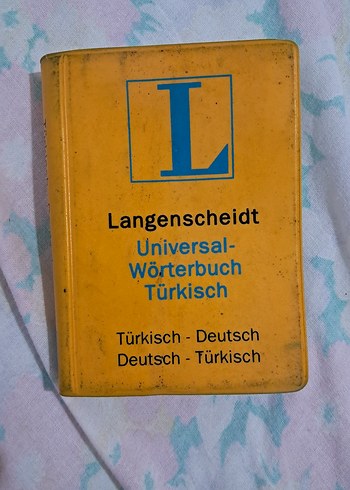 L
Langenscheidt
Universal-
Wörterbuch
Türkisch
Türkisch - Deutsch
Deutsch - Türkisch